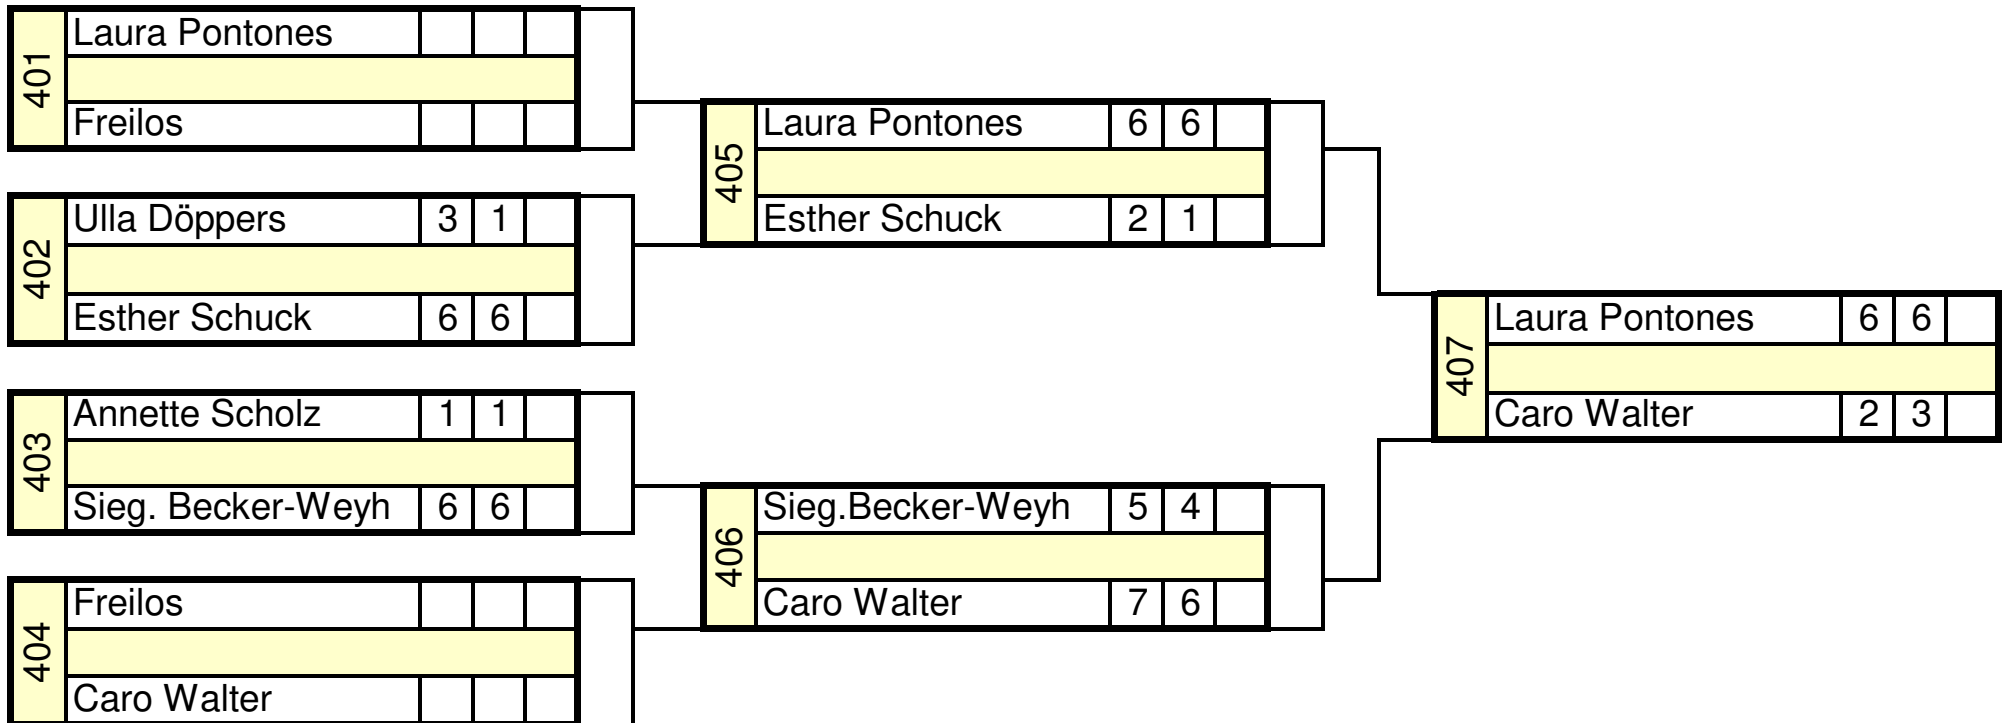 401
Laura Pontones
Freilos
402
Ulla Döppers 3 1
Esther Schuck 6 6
403
Annette Scholz 1 1
Sieg. Becker-Weyh 6 6
404
Freilos
Caro Walter
405
Laura Pontones 6 6
Esther Schuck 2 1
406
Sieg.Becker-Weyh 5 4
Caro Walter 7 6
407
Laura Pontones 6 6
Caro Walter 2 3